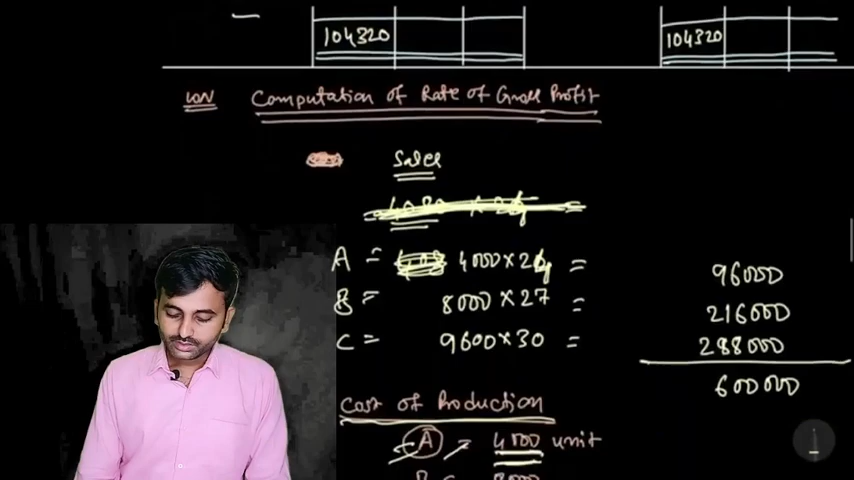 104320 104320
WN Computation of Rate of Gross Profit
Sales
A = 4000 × 24 = 96000
B = 8000 × 27 = 216000
C = 9600 × 30 = 288000
600000
Cost of Production
A = 4000 unit